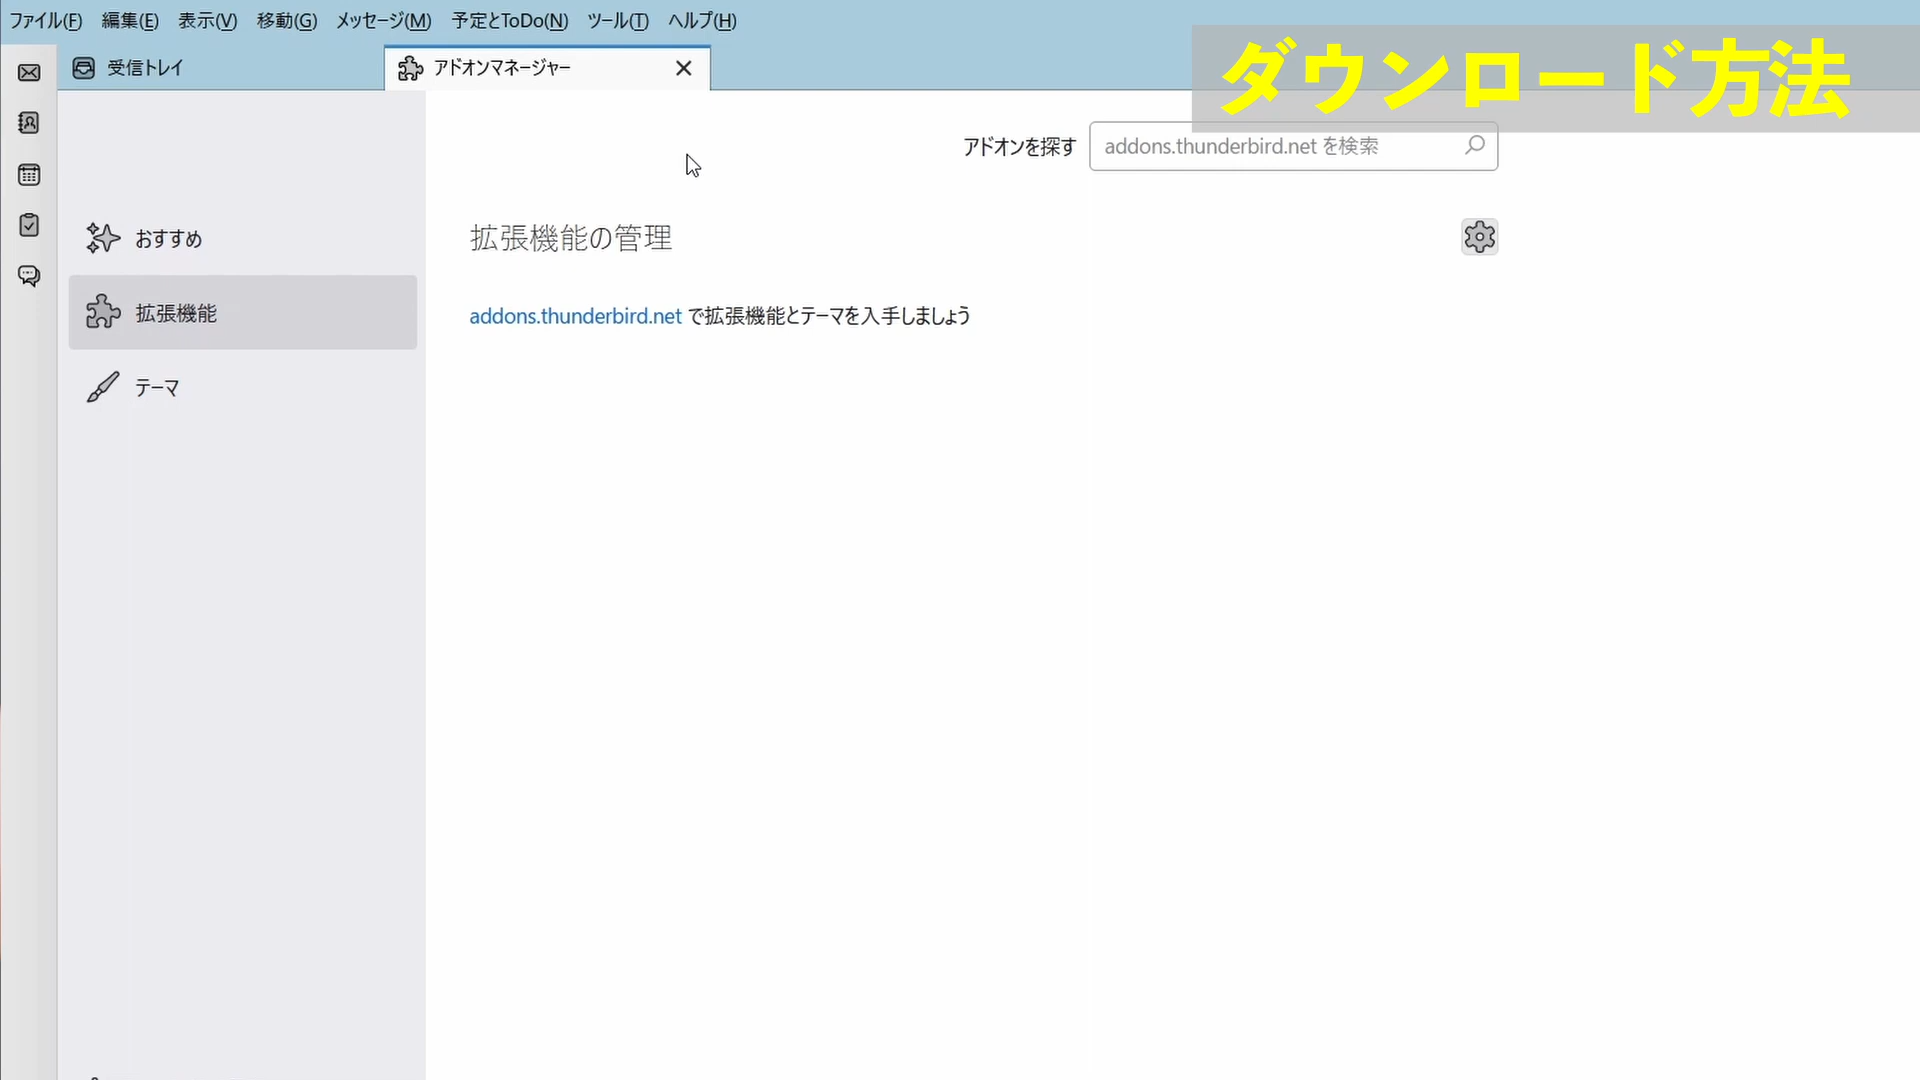 ファイル(F) 編集(E) 表示(V) 移動(G) メッセージ(M) 予定とToDo(N) ツール(T) ヘルプ(H)
受信トレイ
アドオンマネージャー
ダウンロード方法
アドオンを探す
addons.thunderbird.net を検索
おすすめ
拡張機能
テーマ
拡張機能の管理
addons.thunderbird.net で拡張機能とテーマを入手しましょう